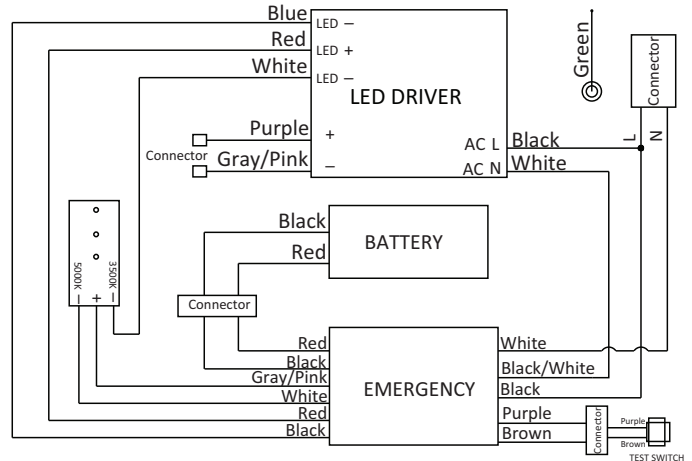 Blue
LED –
Red
LED +
White
LED –
LED DRIVER
Green
Connector
L
N
Purple
+
Connector
Gray/Pink
–
AC L
Black
AC N
White
5000K
3500K
– + –
Black
BATTERY
Red
Connector
Red
Black
Gray/Pink
White
Red
Black
EMERGENCY
White
Black/White
Black
Purple
Brown
Connector
Purple
Brown
TEST SWITCH